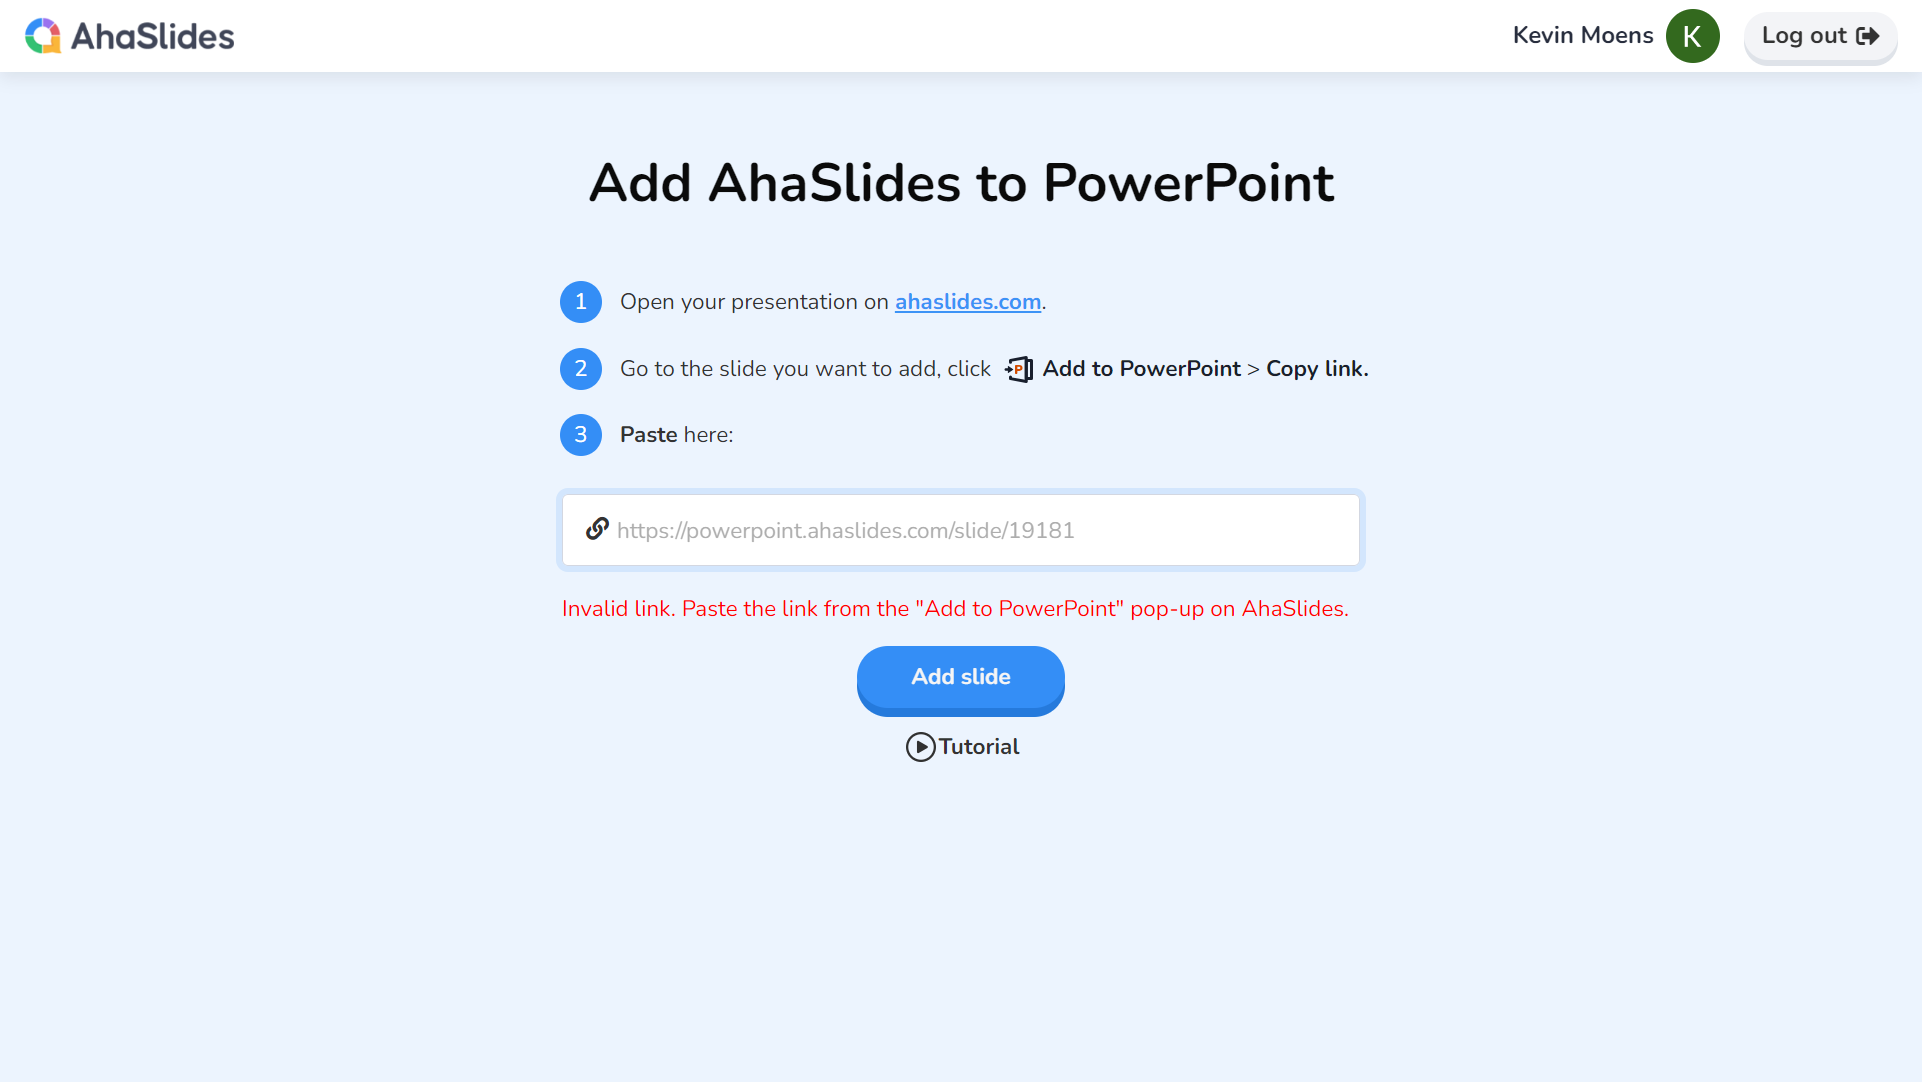 AhaSlides
Kevin Moens
K
Log out
Add AhaSlides to PowerPoint
1 Open your presentation on ahaslides.com.
2 Go to the slide you want to add, click P Add to PowerPoint > Copy link.
3 Paste here:
https://powerpoint.ahaslides.com/slide/19181
Invalid link. Paste the link from the "Add to PowerPoint" pop-up on AhaSlides.
Add slide
Tutorial